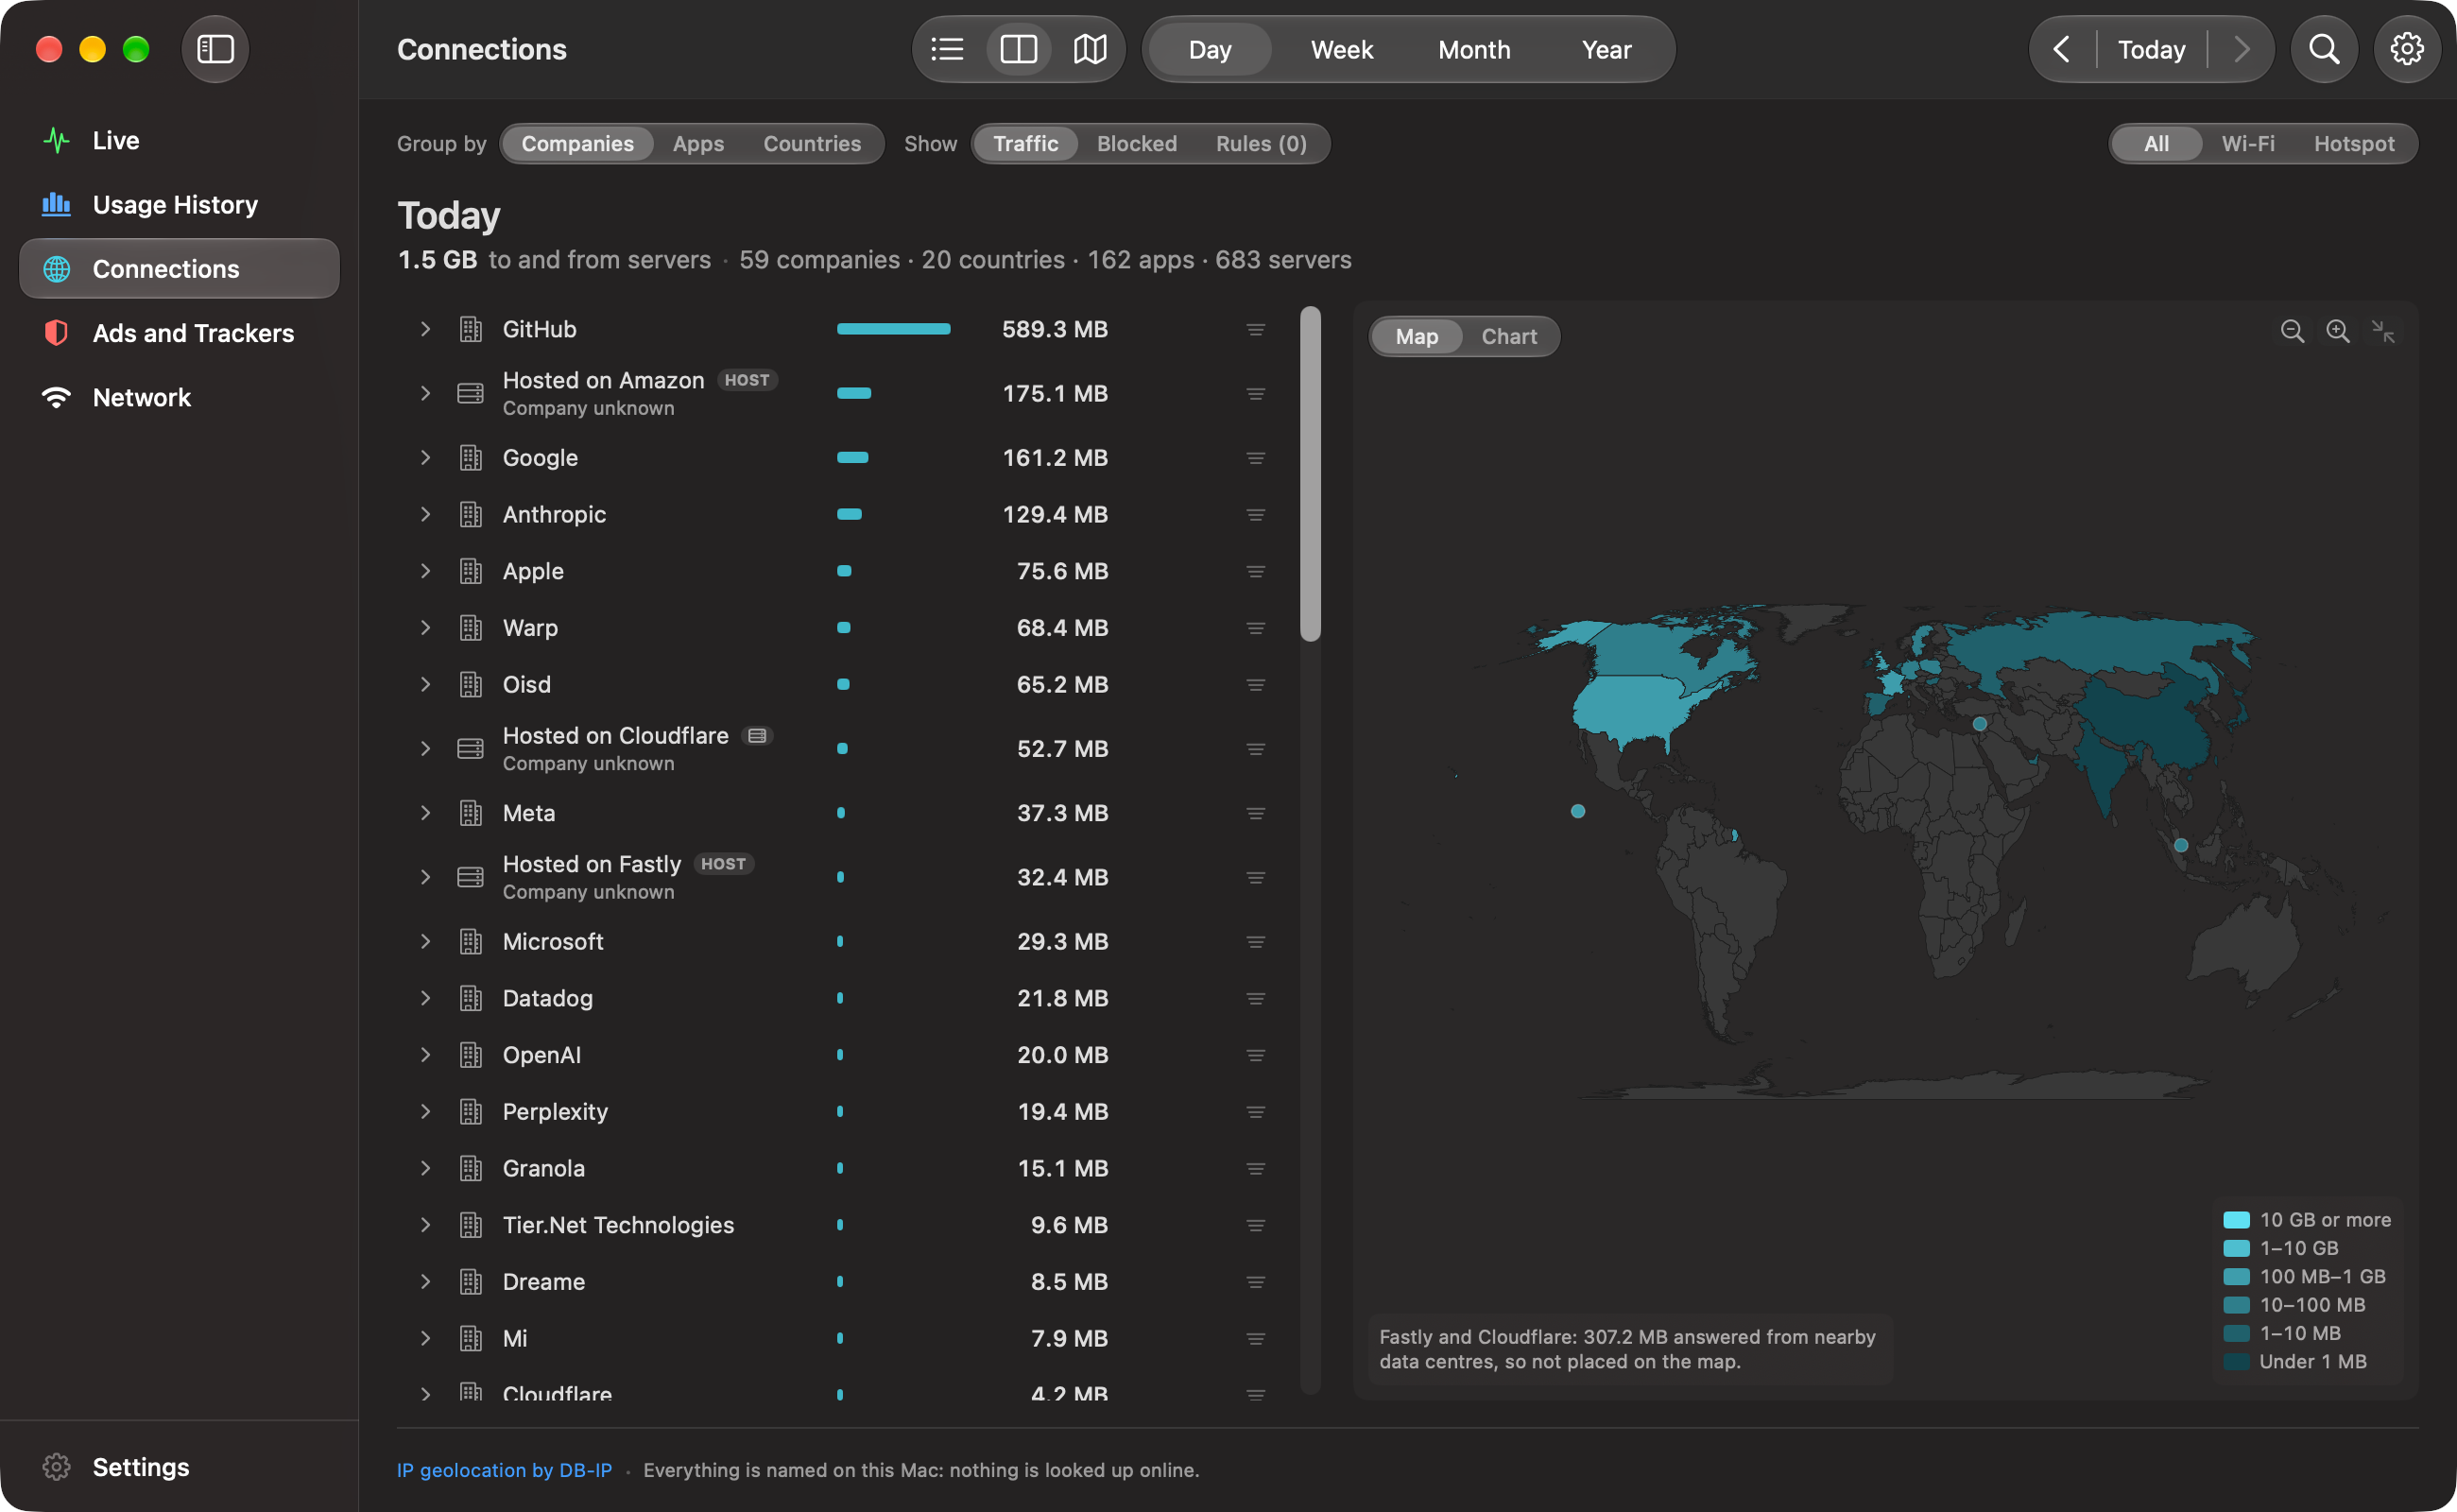 Connections
Day
Week
Month
Year
Today
Live
Usage History
Connections
Ads and Trackers
Network
Settings
Group by
Companies
Apps
Countries
Show
Traffic
Blocked
Rules (0)
All
Wi-Fi
Hotspot
Today
1.5 GB to and from servers · 59 companies · 20 countries · 162 apps · 683 servers
GitHub 589.3 MB
Hosted on Amazon HOST 175.1 MB
Company unknown
Google 161.2 MB
Anthropic 129.4 MB
Apple 75.6 MB
Warp 68.4 MB
Oisd 65.2 MB
Hosted on Cloudflare 52.7 MB
Company unknown
Meta 37.3 MB
Hosted on Fastly HOST 32.4 MB
Company unknown
Microsoft 29.3 MB
Datadog 21.8 MB
OpenAI 20.0 MB
Perplexity 19.4 MB
Granola 15.1 MB
Tier.Net Technologies 9.6 MB
Dreame 8.5 MB
Mi 7.9 MB
Cloudflare 4.2 MB
Map
Chart
10 GB or more
1–10 GB
100 MB–1 GB
10–100 MB
1–10 MB
Under 1 MB
Fastly and Cloudflare: 307.2 MB answered from nearby
data centres, so not placed on the map.
IP geolocation by DB-IP · Everything is named on this Mac: nothing is looked up online.